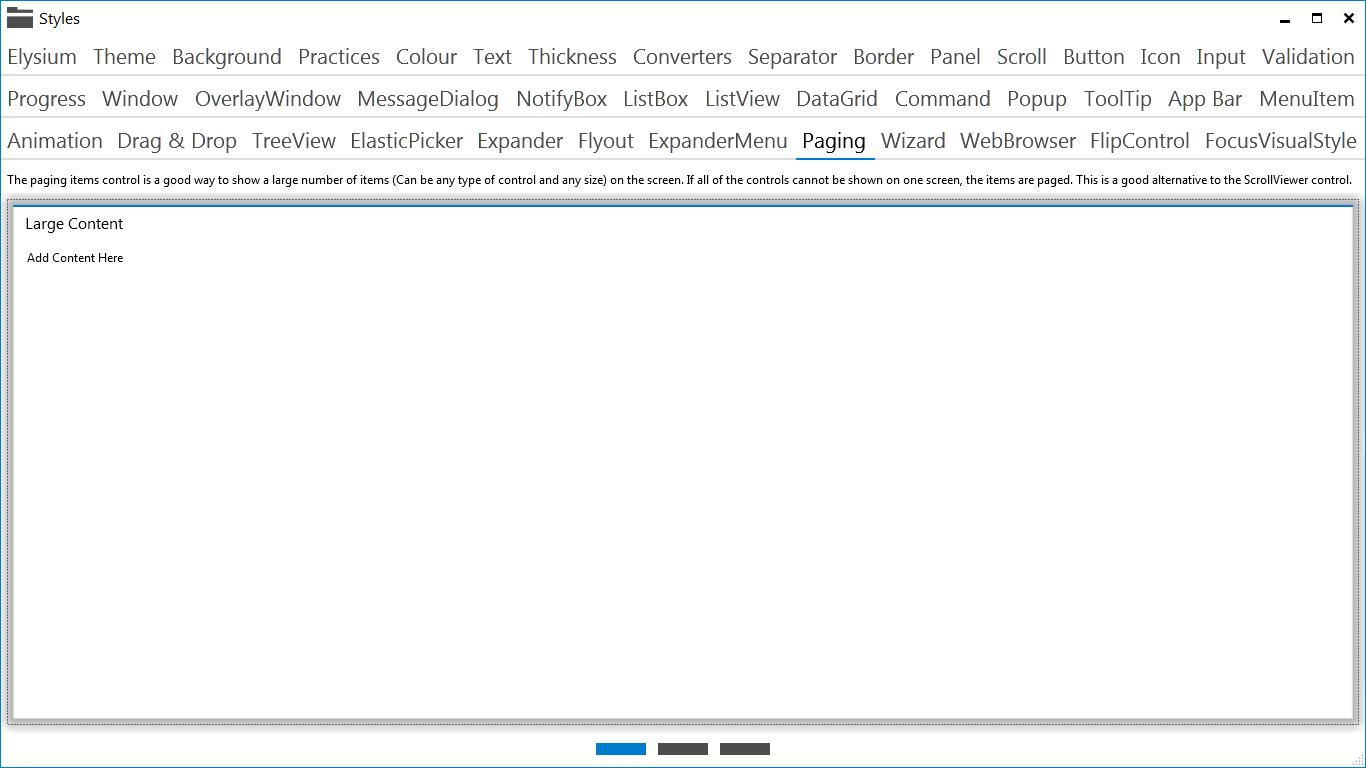 Styles
Elysium Theme Background Practices Colour Text Thickness Converters Separator Border Panel Scroll Button Icon Input Validation
Progress Window OverlayWindow MessageDialog NotifyBox ListBox ListView DataGrid Command Popup ToolTip App Bar MenuItem
Animation Drag & Drop TreeView ElasticPicker Expander Flyout ExpanderMenu Paging Wizard WebBrowser FlipControl FocusVisualStyle
The paging items control is a good way to show a large number of items (Can be any type of control and any size) on the screen. If all of the controls cannot be shown on one screen, the items are paged. This is a good alternative to the ScrollViewer control.
Large Content
Add Content Here